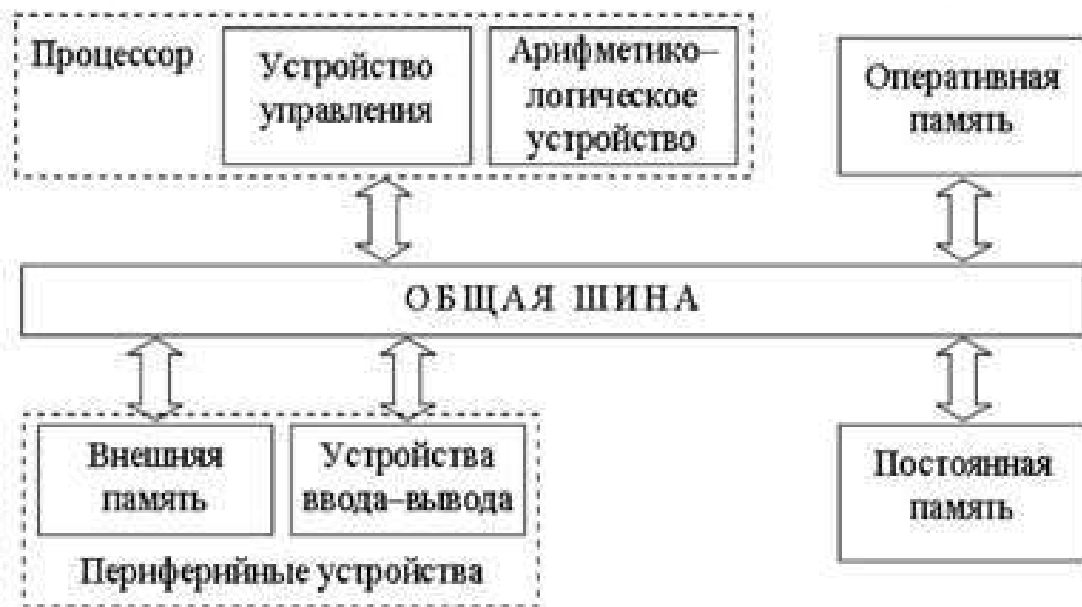 Процессор
Устройство
управления
Арифметико–
логическое
устройство
Оперативная
память
ОБЩАЯ ШИНА
Внешняя
память
Устройства
ввода–вывода
Периферийные устройства
Постоянная
память